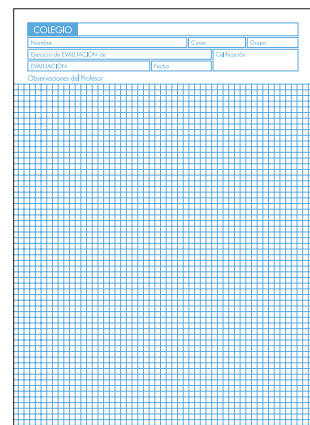 COLEGIO
Nombre Curso Grupo
Ejercicio de EVALUACIÓN de Calificación
EVALUACIÓN Fecha
Observaciones del Profesor